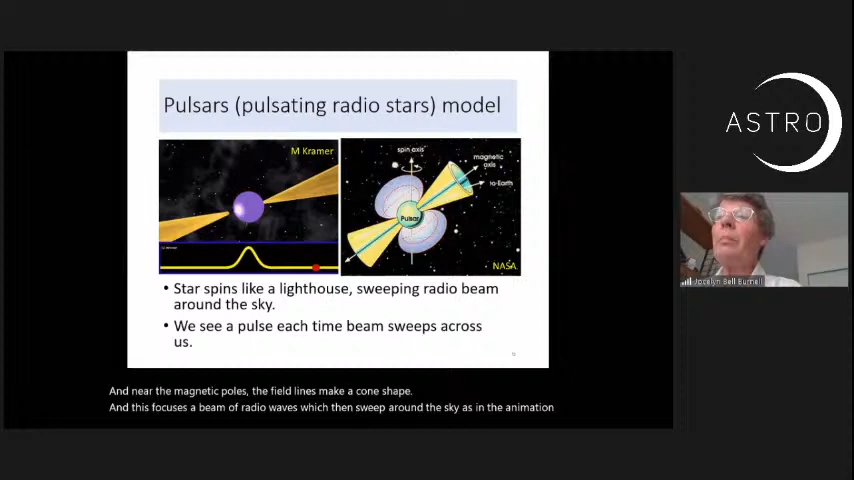 Pulsars (pulsating radio stars) model
M Kramer
spin axis
magnetic
axis
to Earth
Pulsar
NASA
• Star spins like a lighthouse, sweeping radio beam
around the sky.
• We see a pulse each time beam sweeps across
us.
ASTRO
Jocelyn Bell Burnell
And near the magnetic poles, the field lines make a cone shape.
And this focuses a beam of radio waves which then sweep around the sky as in the animation